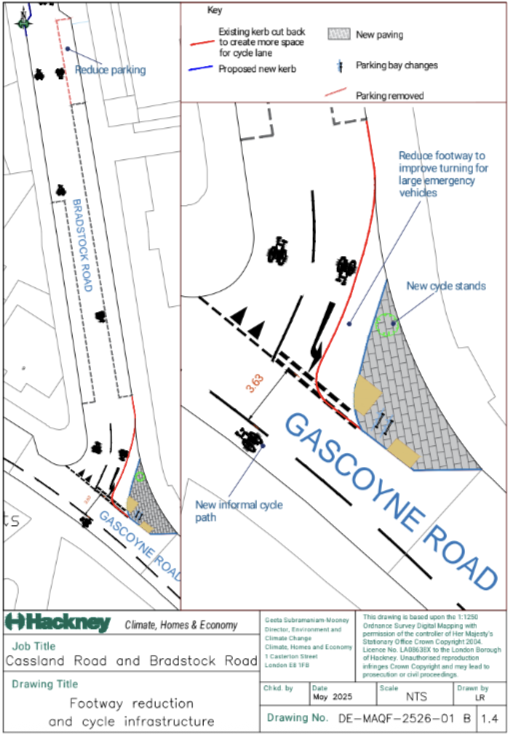 Key
Existing kerb cut back
to create more space
for cycle lane
Proposed new kerb
New paving
Parking bay changes
Parking removed
Reduce parking
BRADSTOCK ROAD
GASCOYNE ROAD
ts
Reduce footway to
improve turning for
large emergency
vehicles
New cycle stands
3.63
GASCOYNE ROAD
New informal cycle
path
Hackney
Climate, Homes & Economy
Job Title
Cassland Road and Bradstock Road
Drawing Title
Footway reduction
and cycle infrastructure
Geeta Subramaniam-Mooney
Director, Environment and
Climate Change
Climate, Homes and Economy
1 Casterton Street
London E8 1FB
This drawing is based upon the 1:1250
Ordnance Survey Digital Mapping with
permission of the controller of Her Majesty's
Stationary Office Crown Copyright 2004.
Licence No. to the London Borough
of Hackney. Unauthorised reproduction
infringes Crown Copyright and may lead to
prosecution or civil proceedings.
Chkd. by
Date
May 2025
Scale
NTS
Drawn by
LR
Drawing No. DE-MAQF-2526-01 B 1.4